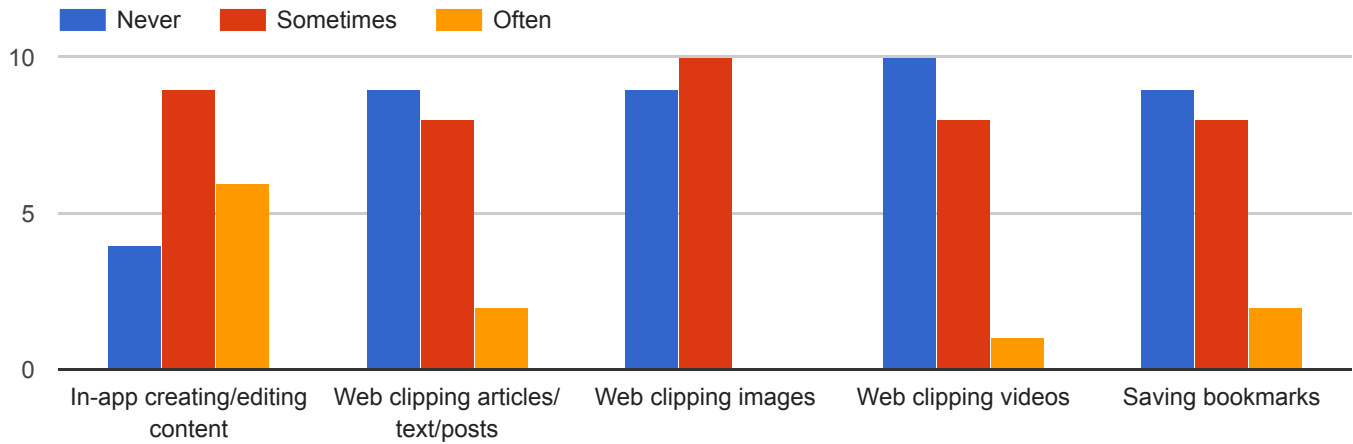 Never Sometimes Often
10
5
0
In-app creating/editing
content
Web clipping articles/
text/posts
Web clipping images
Web clipping videos
Saving bookmarks